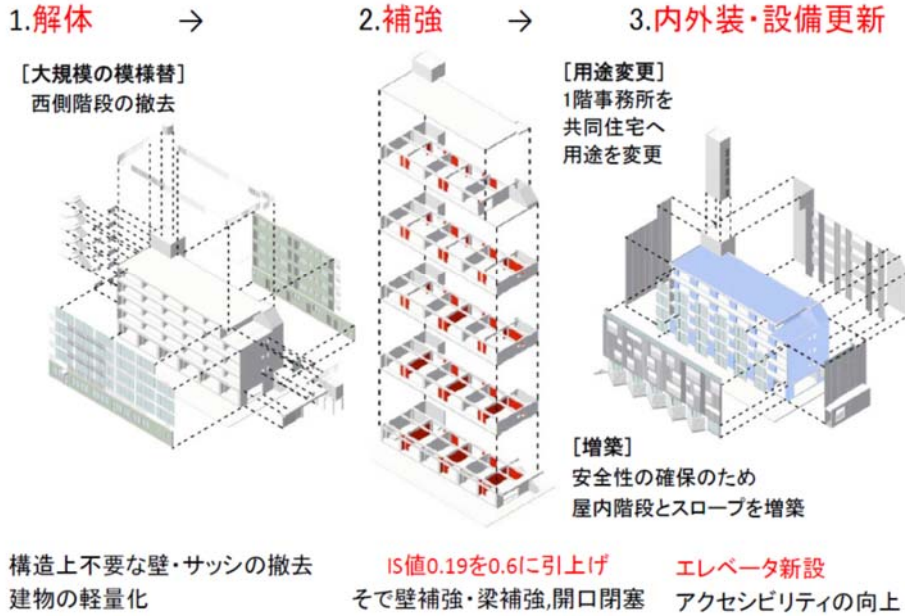 1.解体 →
2.補強 →
3.内外装・設備更新
[大規模の模様替]
西側階段の撤去
[用途変更]
1階事務所を
共同住宅へ
用途を変更
[増築]
安全性の確保のため
屋内階段とスロープを増築
構造上不要な壁・サッシの撤去
建物の軽量化
IS値0.19を0.6に引上げ
そで壁補強・梁補強,開口閉塞
エレベータ新設
アクセシビリティの向上